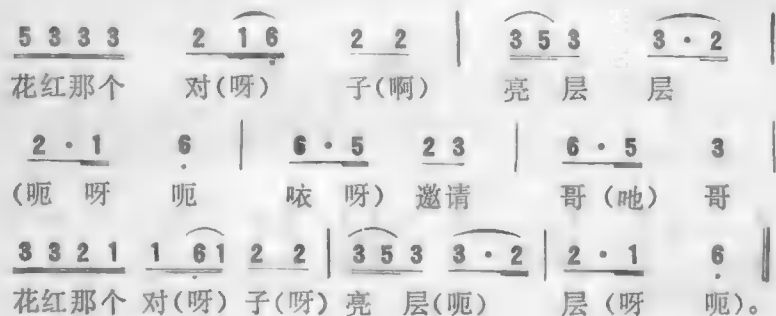 5 3 3 3 2 1 6 2 2 | 3 5 3 3 · 2 |
花红那个 对(呀) 子(啊) 亮 层 层
2 · 1 6 | 6 · 5 2 3 | 6 · 5 3 |
(呃 呀 呃 咴 呀) 邀请 哥 (吔) 哥
3 3 2 1 1 6 1 2 2 | 3 5 3 3 · 2 | 2 · 1 6 ‖
花红那个 对(呀) 子(呀) 亮 层(呃) 层 (呀 呃)。